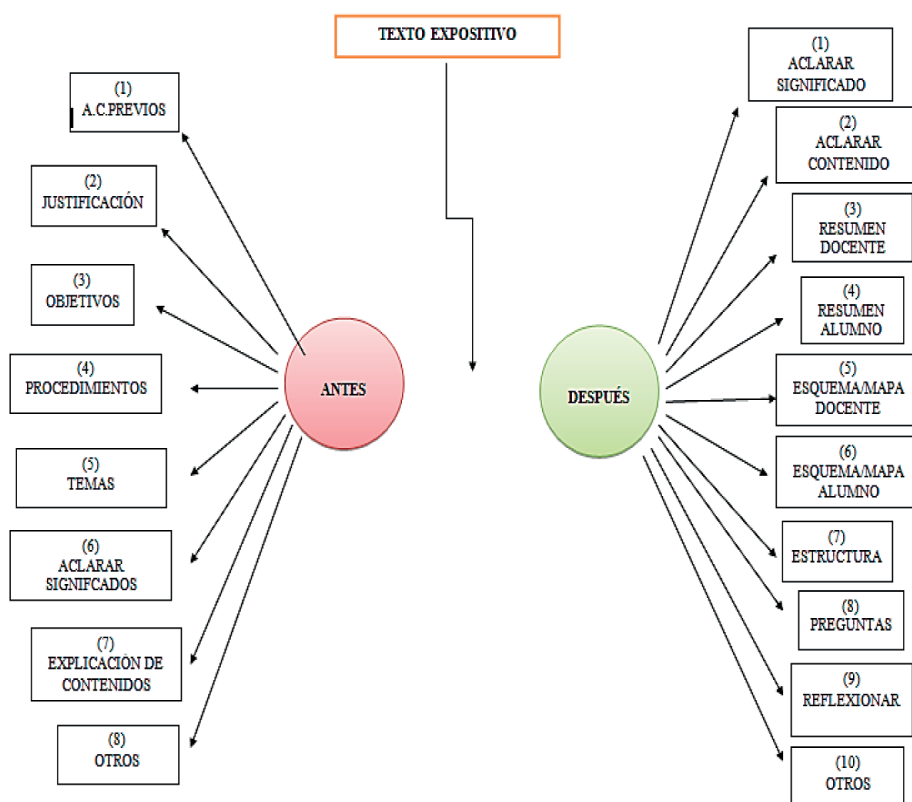 TEXTO EXPOSITIVO
(1)
A.C.PREVIOS
(2)
JUSTIFICACIÓN
(3)
OBJETIVOS
(4)
PROCEDIMIENTOS
(5)
TEMAS
(6)
ACLARAR
SIGNIFCADOS
(7)
EXPLICACIÓN DE
CONTENIDOS
(8)
OTROS
ANTES
DESPUÉS
(1)
ACLARAR
SIGNIFICADO
(2)
ACLARAR
CONTENIDO
(3)
RESUMEN
DOCENTE
(4)
RESUMEN
ALUMNO
(5)
ESQUEMA/MAPA
DOCENTE
(6)
ESQUEMA/MAPA
ALUMNO
(7)
ESTRUCTURA
(8)
PREGUNTAS
(9)
REFLEXIONAR
(10)
OTROS